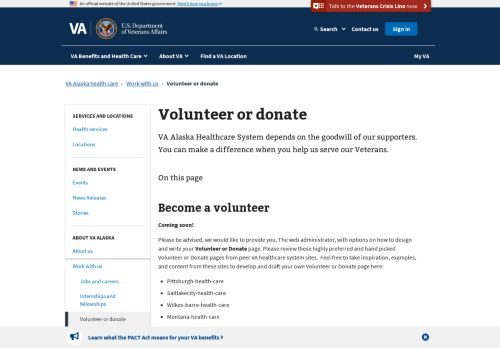 An official website of the United States government Here's how you know
Talk to the Veterans Crisis Line now
VA
U.S. Department
of Veterans Affairs
Search
Contact us
Sign in
VA Benefits and Health Care
About VA
Find a VA Location
My VA
VA Alaska health care › Work with us › Volunteer or donate
SERVICES AND LOCATIONS
Health services
Locations
NEWS AND EVENTS
Events
News Releases
Stories
ABOUT VA ALASKA
About us
Work with us
Jobs and careers
Internships and
fellowships
Volunteer or donate
Volunteer or donate
VA Alaska Healthcare System depends on the goodwill of our supporters.
You can make a difference when you help us serve our Veterans.
On this page
Become a volunteer
Coming soon!
Please be advised, we would like to provide you, The web administrator, with options on how to design
and write your Volunteer or Donate page. Please review these highly preferred and hand picked
Volunteer or Donate pages from peer VA healthcare system sites. Feel free to take inspiration, examples,
and content from these sites to develop and draft your own Volunteer or Donate page here:
• Pittsburgh-health-care
• Saltlakecity-health-care
• Wilkes-barre-health-care
• Montana-health-care
Learn what the PACT Act means for your VA benefits